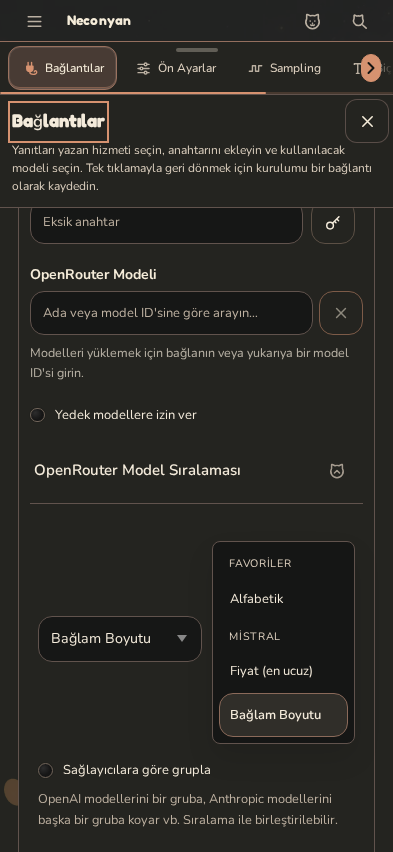 Neconyan
Bağlantılar
Ön Ayarlar
Sampling
Bağlantılar
Yanıtları yazan hizmeti seçin, anahtarını ekleyin ve kullanılacak
modeli seçin. Tek tıklamayla geri dönmek için kurulumu bir bağlantı
olarak kaydedin.
Eksik anahtar
OpenRouter Modeli
Ada veya model ID'sine göre arayın...
Modelleri yüklemek için bağlanın veya yukarıya bir model
ID'si girin.
Yedek modellere izin ver
OpenRouter Model Sıralaması
FAVORİLER
Alfabetik
MİSTRAL
Bağlam Boyutu
Fiyat (en ucuz)
Bağlam Boyutu
Sağlayıcılara göre grupla
OpenAI modellerini bir gruba, Anthropic modellerini
başka bir gruba koyar vb. Sıralama ile birleştirilebilir.